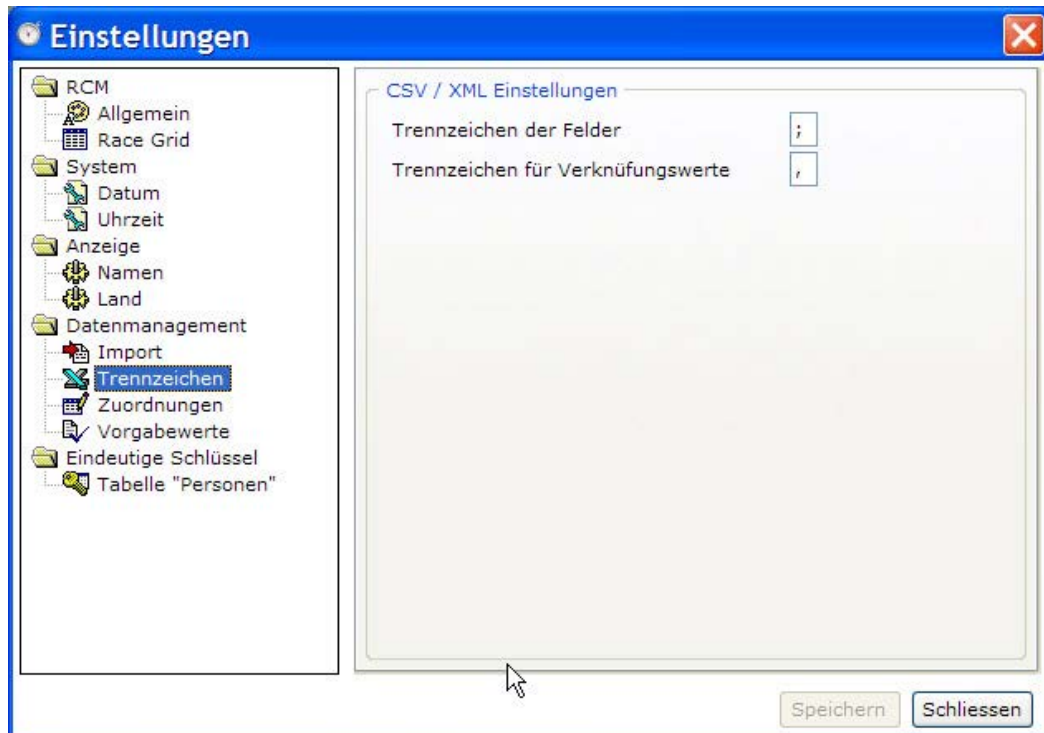 Einstellungen
RCM
Allgemein
Race Grid
System
Datum
Uhrzeit
Anzeige
Namen
Land
Datenmanagement
Import
Trennzeichen
Zuordnungen
Vorgabewerte
Eindeutige Schlüssel
Tabelle "Personen"
CSV / XML Einstellungen
Trennzeichen der Felder ;
Trennzeichen für Verknüfungswerte ,
Speichern Schliessen